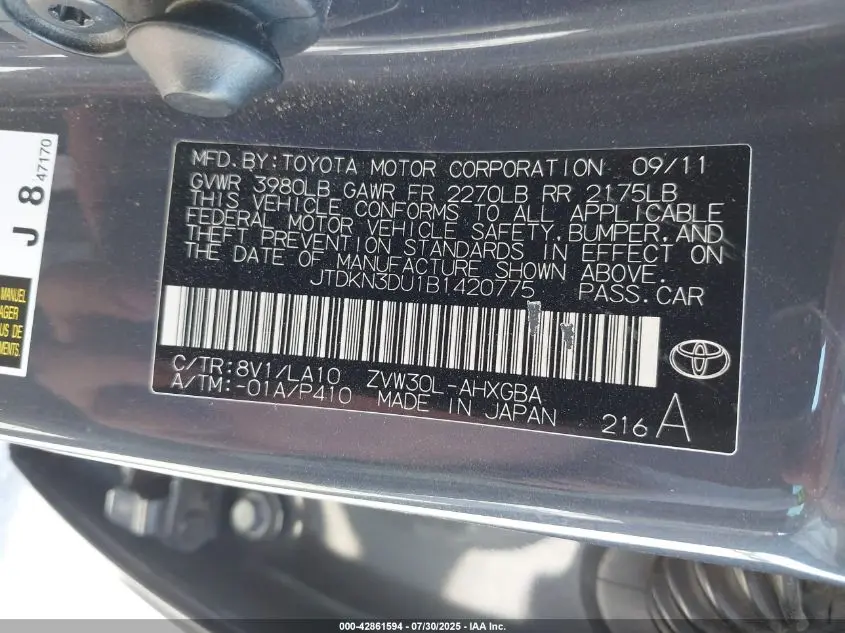 MFD. BY: TOYOTA MOTOR CORPORATION 09/11
GVWR 3980LB GAWR FR 2270LB RR 2175LB
THIS VEHICLE CONFORMS TO ALL APPLICABLE
FEDERAL MOTOR VEHICLE SAFETY, BUMPER, AND
THEFT PREVENTION STANDARDS IN EFFECT ON
THE DATE OF MANUFACTURE SHOWN ABOVE.
JTDKN3DU1B1420775 PASS. CAR
C/TR: 8V1/LA10 ZVW30L-AHXGBA
A/TM: -01A/P410 MADE IN JAPAN
216 A
J 8 47170
MANUEL
US DE
000-42861594 / 07/30/2025 - IAA Inc.